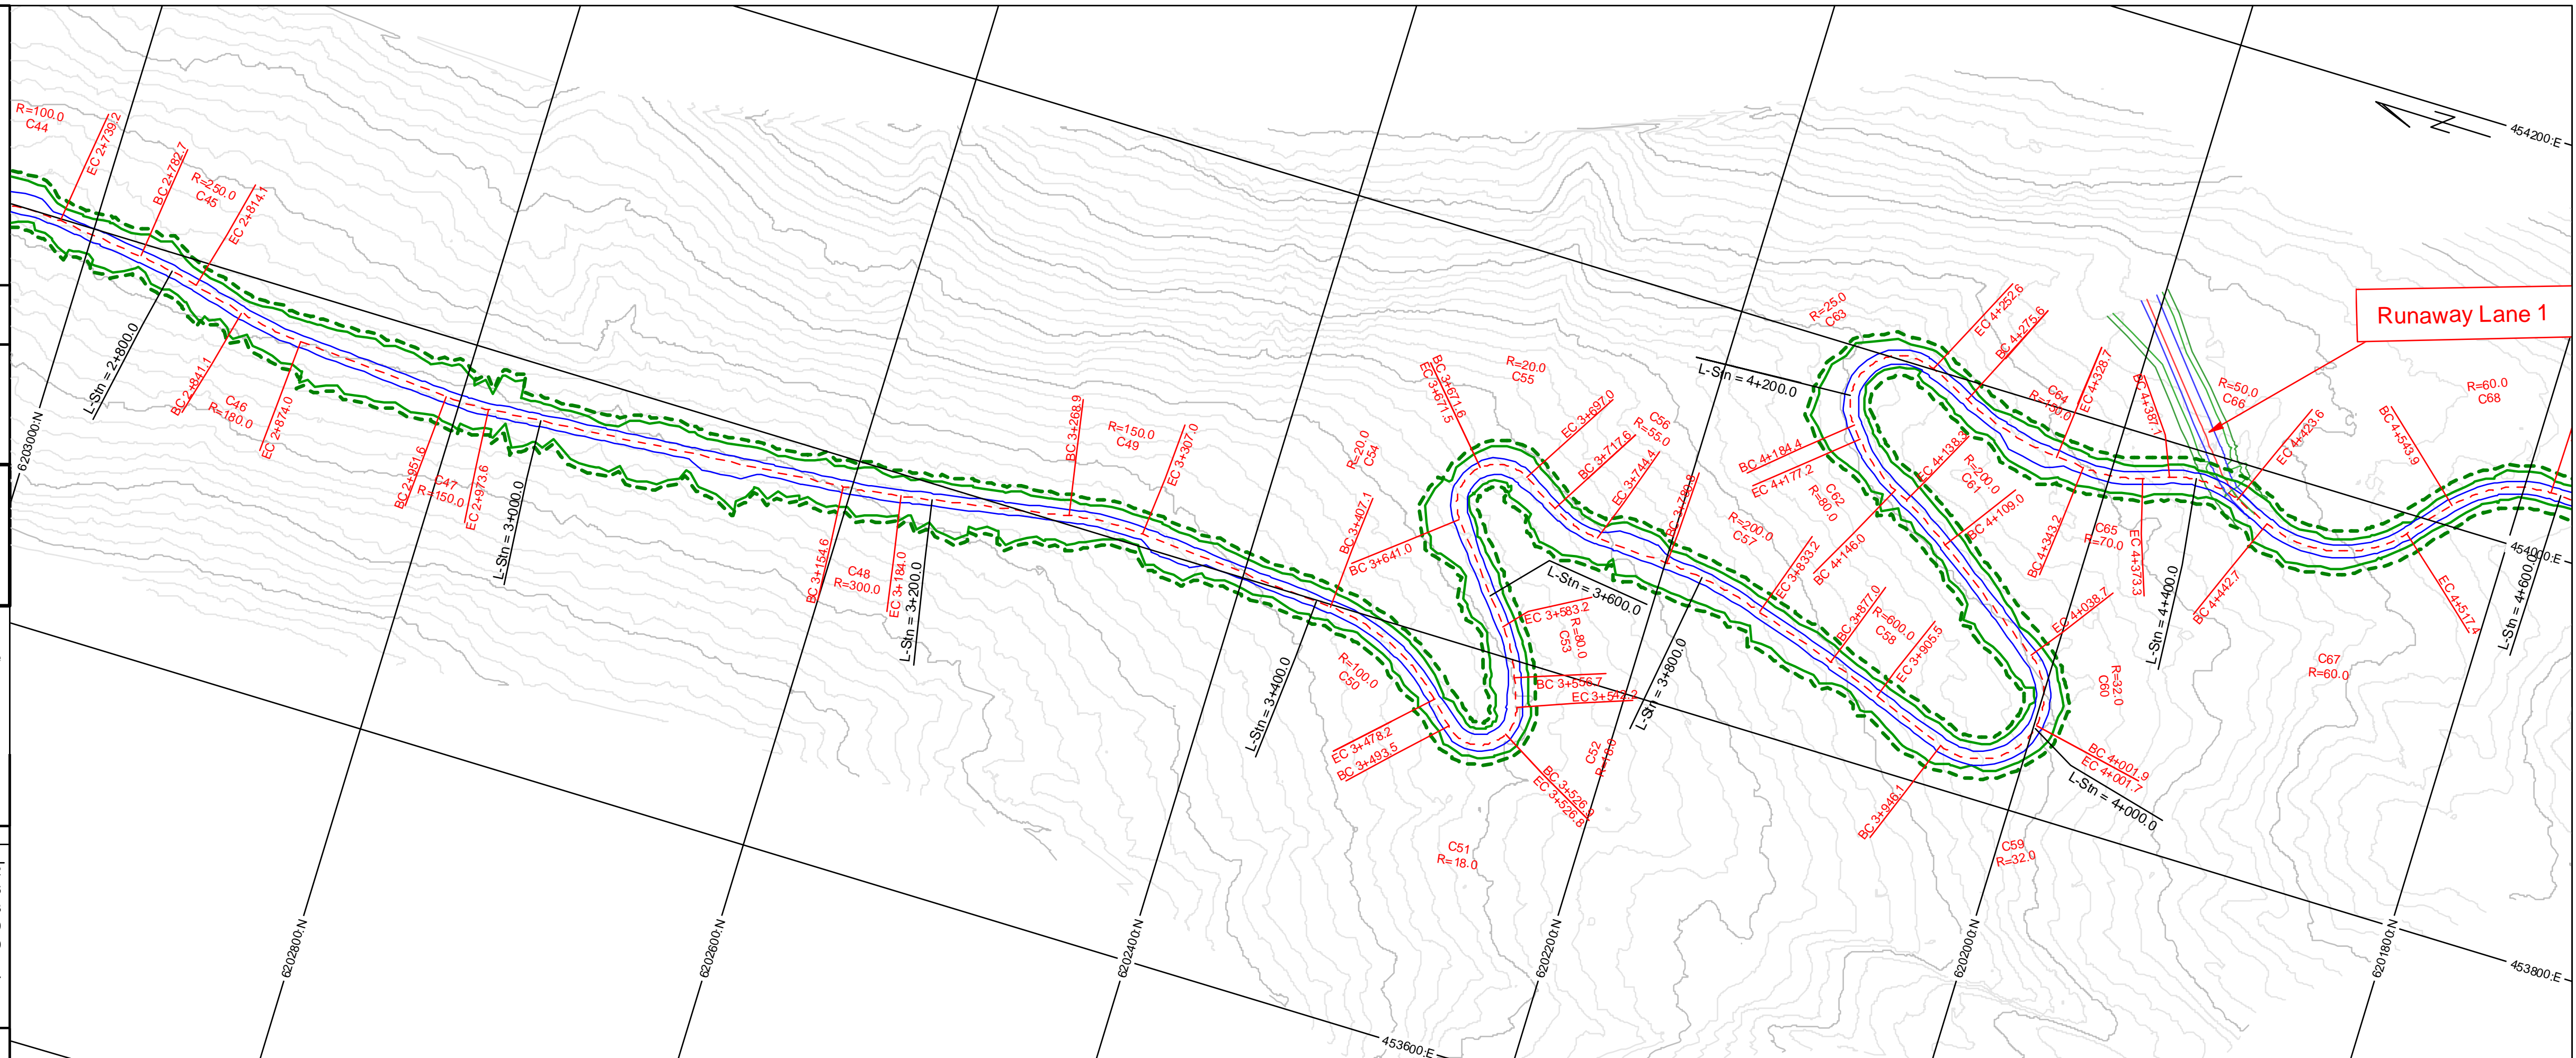 R=100.0
C44
EC 2+739.2
BC 2+782.7
R=250.0
C45
EC 2+814.1
L-Stn = 2+800.0
6203000:N
BC 2+841.1
C46
R=180.0
EC 2+874.0
BC 2+951.6
C47
R=150.0
EC 2+973.6
L-Stn = 3+000.0
BC 3+154.6
C48
R=300.0
EC 3+184.0
L-Stn = 3+200.0
BC 3+268.9
R=150.0
C49
EC 3+307.0
L-Stn = 3+400.0
BC 3+407.1
R=100.0
C50
EC 3+478.2
BC 3+493.5
C51
R=18.0
EC 3+526.8
C52
R=18.0
EC 3+542.2
BC 3+556.7
R=80.0
C53
EC 3+583.2
L-Stn = 3+600.0
BC 3+641.0
R=20.0
C54
BC 3+671.6
EC 3+671.5
R=20.0
C55
EC 3+697.0
BC 3+717.6
C56
R=55.0
EC 3+744.4
L-Stn = 3+800.0
R=200.0
C57
EC 3+833.2
BC 3+877.0
R=600.0
C58
EC 3+905.5
BC 3+946.1
C59
R=32.0
BC 4+001.9
EC 4+001.7
L-Stn = 4+000.0
R=32.0
C60
EC 4+038.7
BC 4+109.0
R=200.0
C61
EC 4+138.3
BC 4+146.0
C62
R=80.0
EC 4+177.2
BC 4+184.4
L-Stn = 4+200.0
R=25.0
C63
EC 4+252.6
BC 4+275.6
C64
R=150.0
EC 4+328.7
BC 4+343.2
C65
R=70.0
EC 4+373.3
BC 4+387.1
L-Stn = 4+400.0
R=50.0
C66
EC 4+423.6
BC 4+442.7
C67
R=60.0
EC 4+517.4
BC 4+543.9
R=60.0
C68
L-Stn = 4+600.0
Runaway Lane 1
454200:E
454000:E
453800:E
453600:E
6202800:N
6202600:N
6202400:N
6202200:N
6202000:N
6201800:N